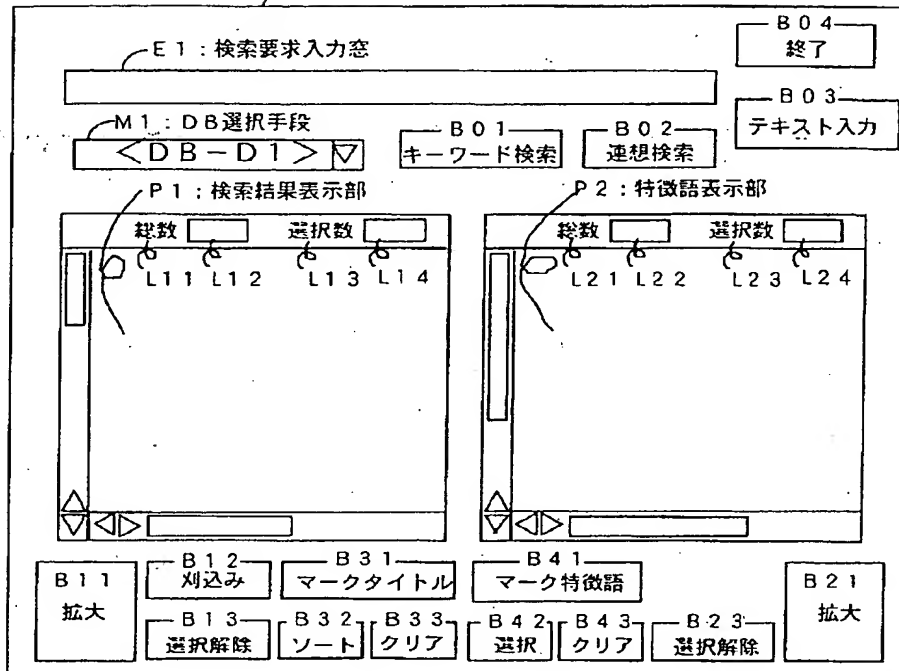 B04
終了
E1：検索要求入力窓
B03
テキスト入力
M1：DB選択手段
<DB-D1> ▽
B01
キーワード検索
B02
連想検索
P1：検索結果表示部
P2：特徴語表示部
総数 選択数
L11 L12 L13 L14
総数 選択数
L21 L22 L23 L24
B11
拡大
B12
刈込み
B31
マークタイトル
B41
マーク特徴語
B21
拡大
B13
選択解除
B32
ソート
B33
クリア
B42
選択
B43
クリア
B23
選択解除